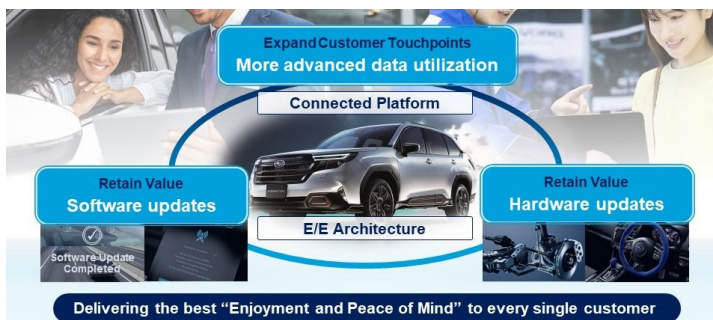 Expand Customer Touchpoints
More advanced data utilization
Connected Platform
Retain Value
Software updates
Retain Value
Hardware updates
E/E Architecture
Software Update
Completed
Delivering the best “Enjoyment and Peace of Mind” to every single customer